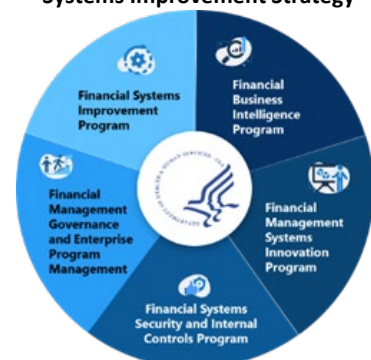 Systems Improvement Strategy
Financial Systems
Improvement
Program
Financial
Business
Intelligence
Program
Financial
Management
Systems
Innovation
Program
Financial Systems
Security and Internal
Controls Program
Financial
Management
Governance
and Enterprise
Program
Management